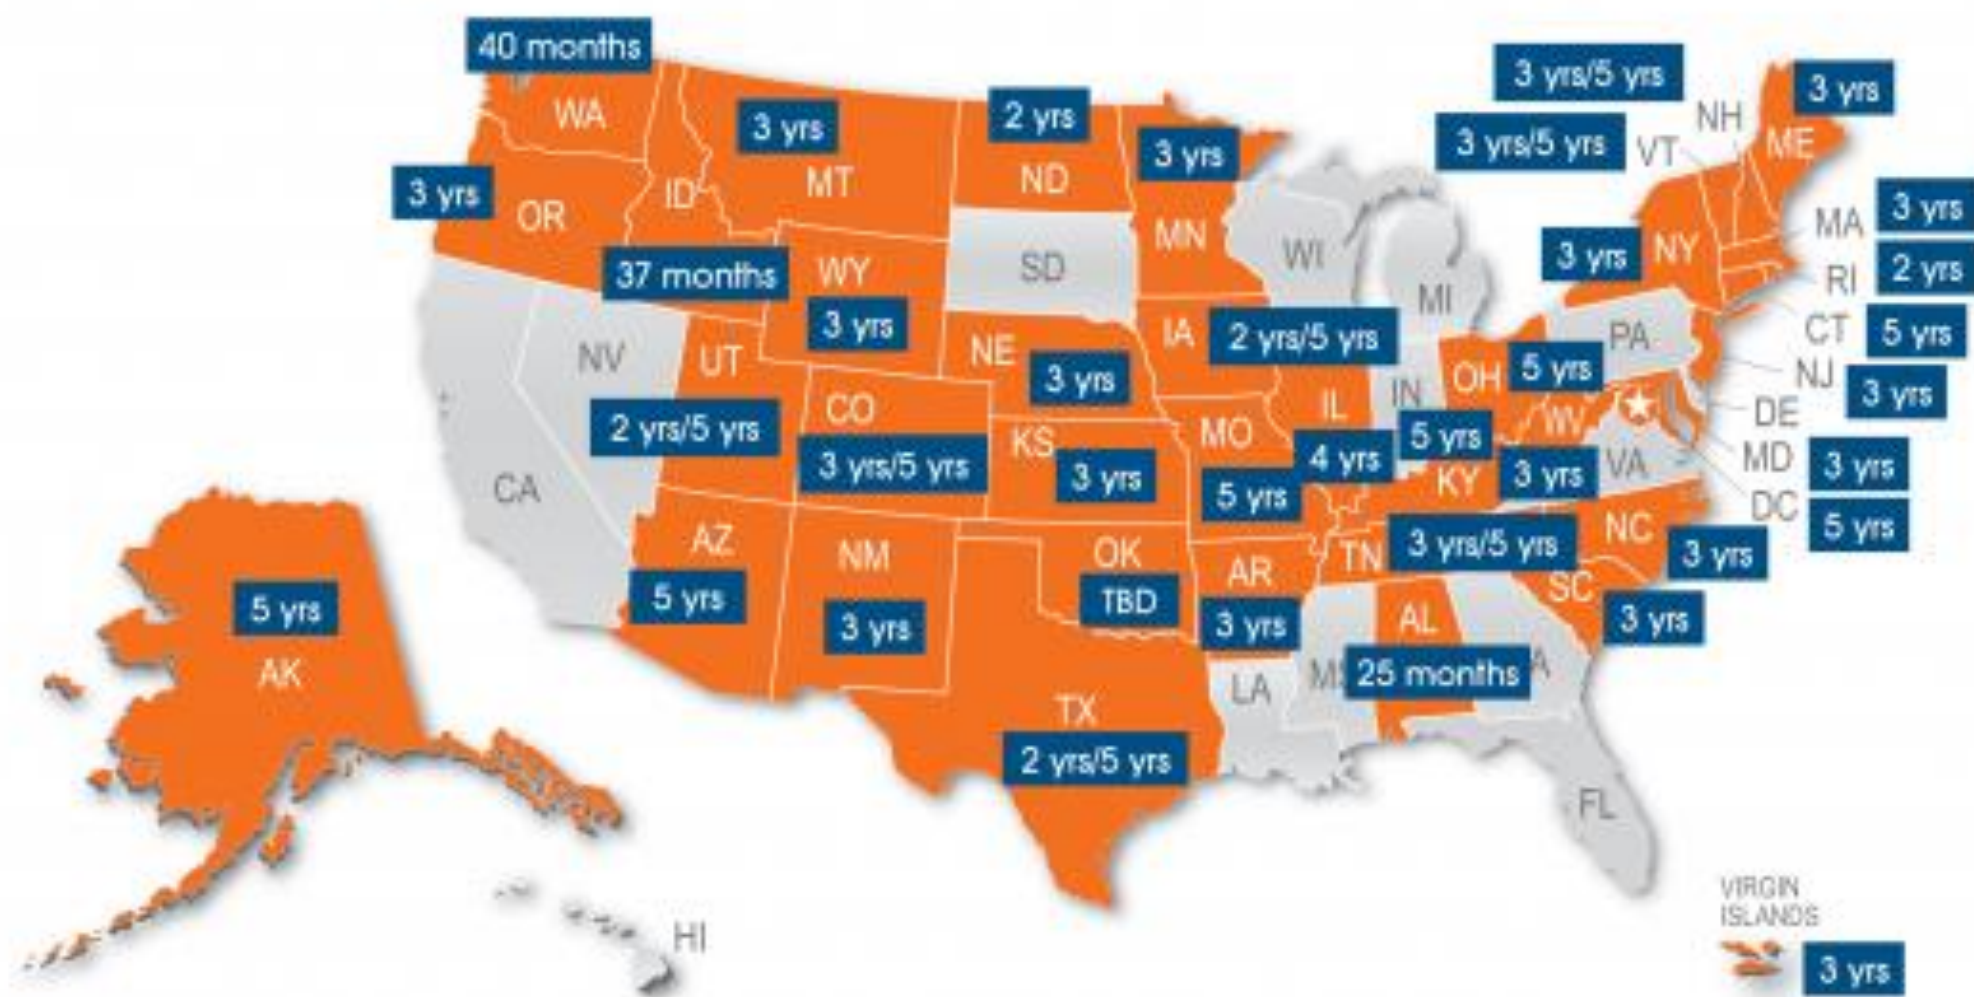 40 months
WA
3 yrs
OR
ID
37 months
3 yrs
MT
2 yrs
ND
3 yrs
MN
WY
3 yrs
SD
WI
MI
3 yrs/5 yrs
NH
3 yrs/5 yrs
VT
3 yrs
ME
3 yrs
NY
MA
3 yrs
RI
2 yrs
CT
5 yrs
NJ
3 yrs
DE
MD
3 yrs
DC
5 yrs
PA
NV
UT
2 yrs/5 yrs
CO
3 yrs/5 yrs
NE
3 yrs
IA
2 yrs/5 yrs
IL
4 yrs
IN
5 yrs
OH
5 yrs
WV
3 yrs
VA
KS
3 yrs
MO
5 yrs
KY
CA
AZ
5 yrs
NM
3 yrs
OK
TBD
AR
3 yrs
TN
3 yrs/5 yrs
NC
3 yrs
SC
3 yrs
AL
25 months
LA
TX
2 yrs/5 yrs
FL
5 yrs
AK
HI
VIRGIN
ISLANDS
3 yrs